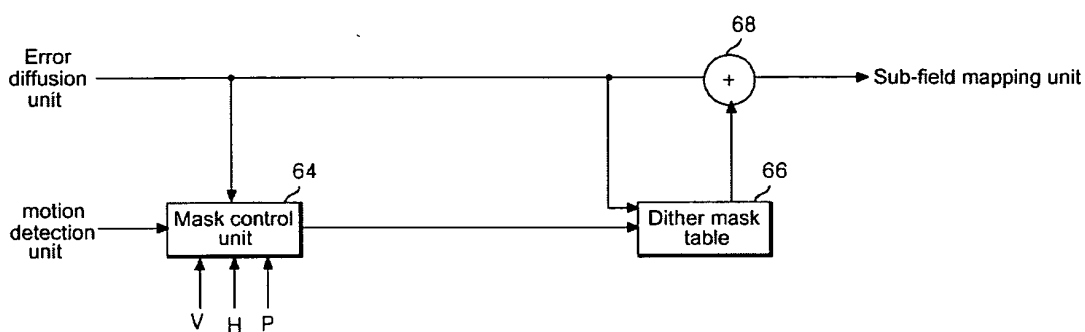 68
Error
diffusion
unit
+
Sub-field mapping unit
64
66
motion
detection
unit
Mask control
unit
Dither mask
table
V H P